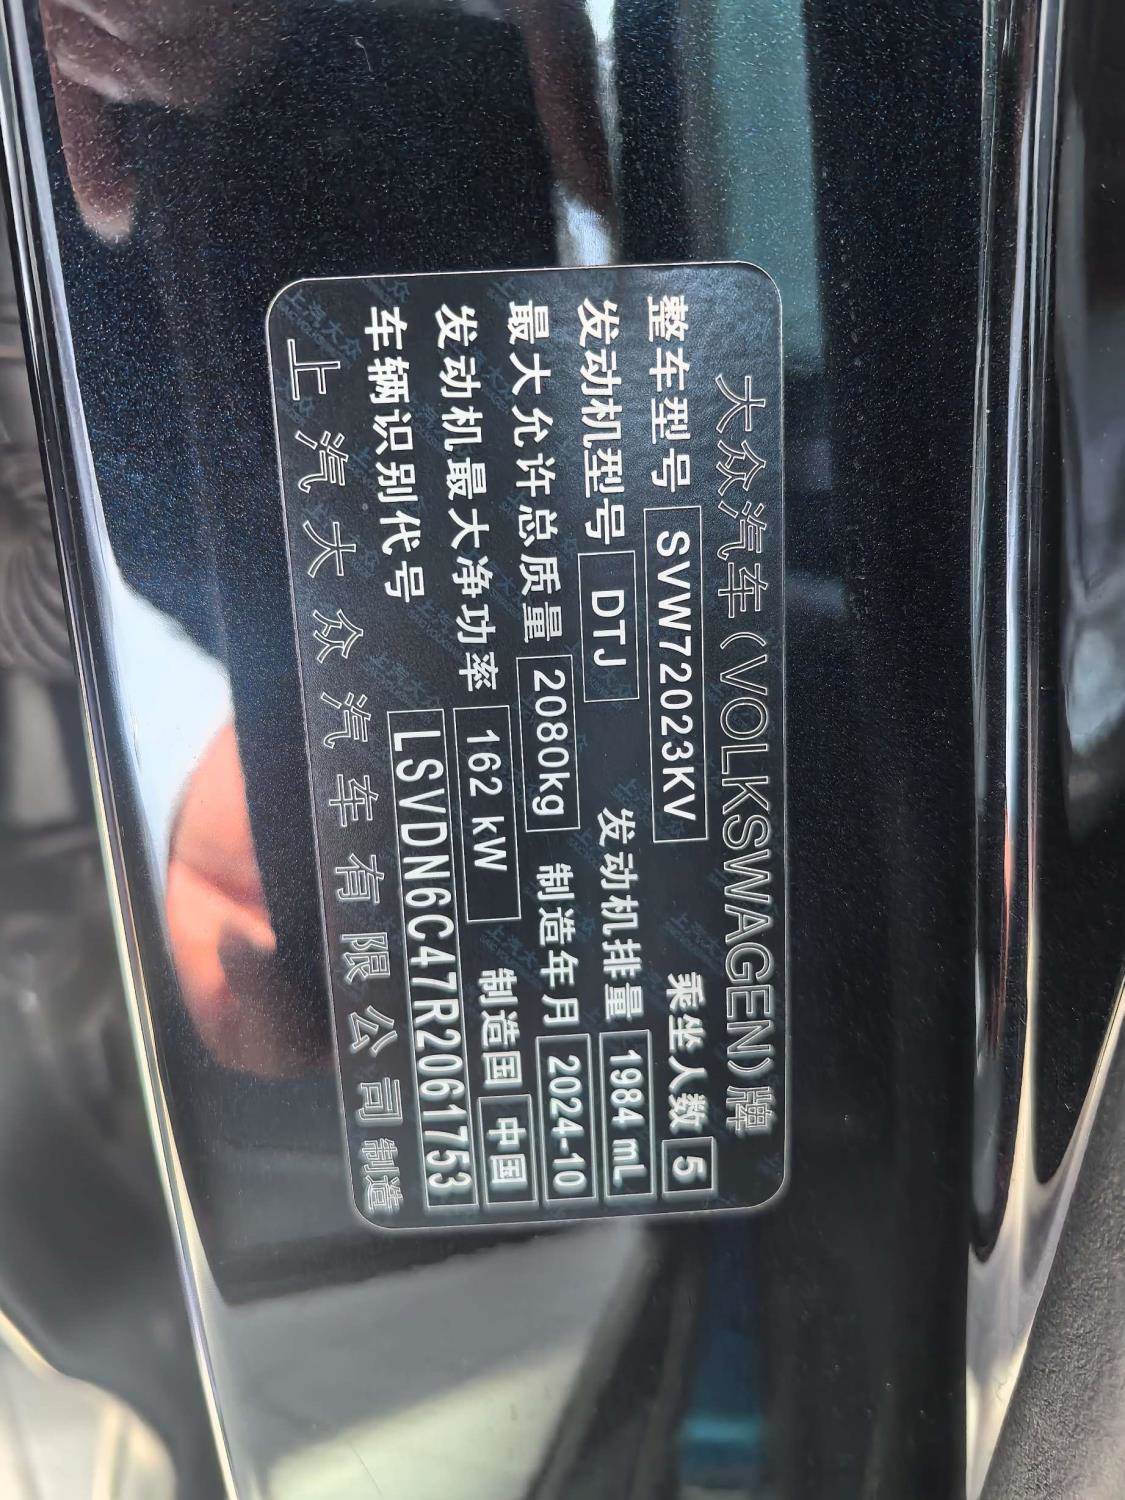 大众汽车(VOLKSWAGEN)牌
整车型号 SVW72023KV 乘坐人数 5
发动机型号 DTJ 发动机排量 1984 mL
最大允许总质量 2080kg 制造年月 2024-10
发动机最大净功率 162 kW 制造国 中国
车辆识别代号 LSVDN6C47R2061753
上汽大众汽车有限公司制造